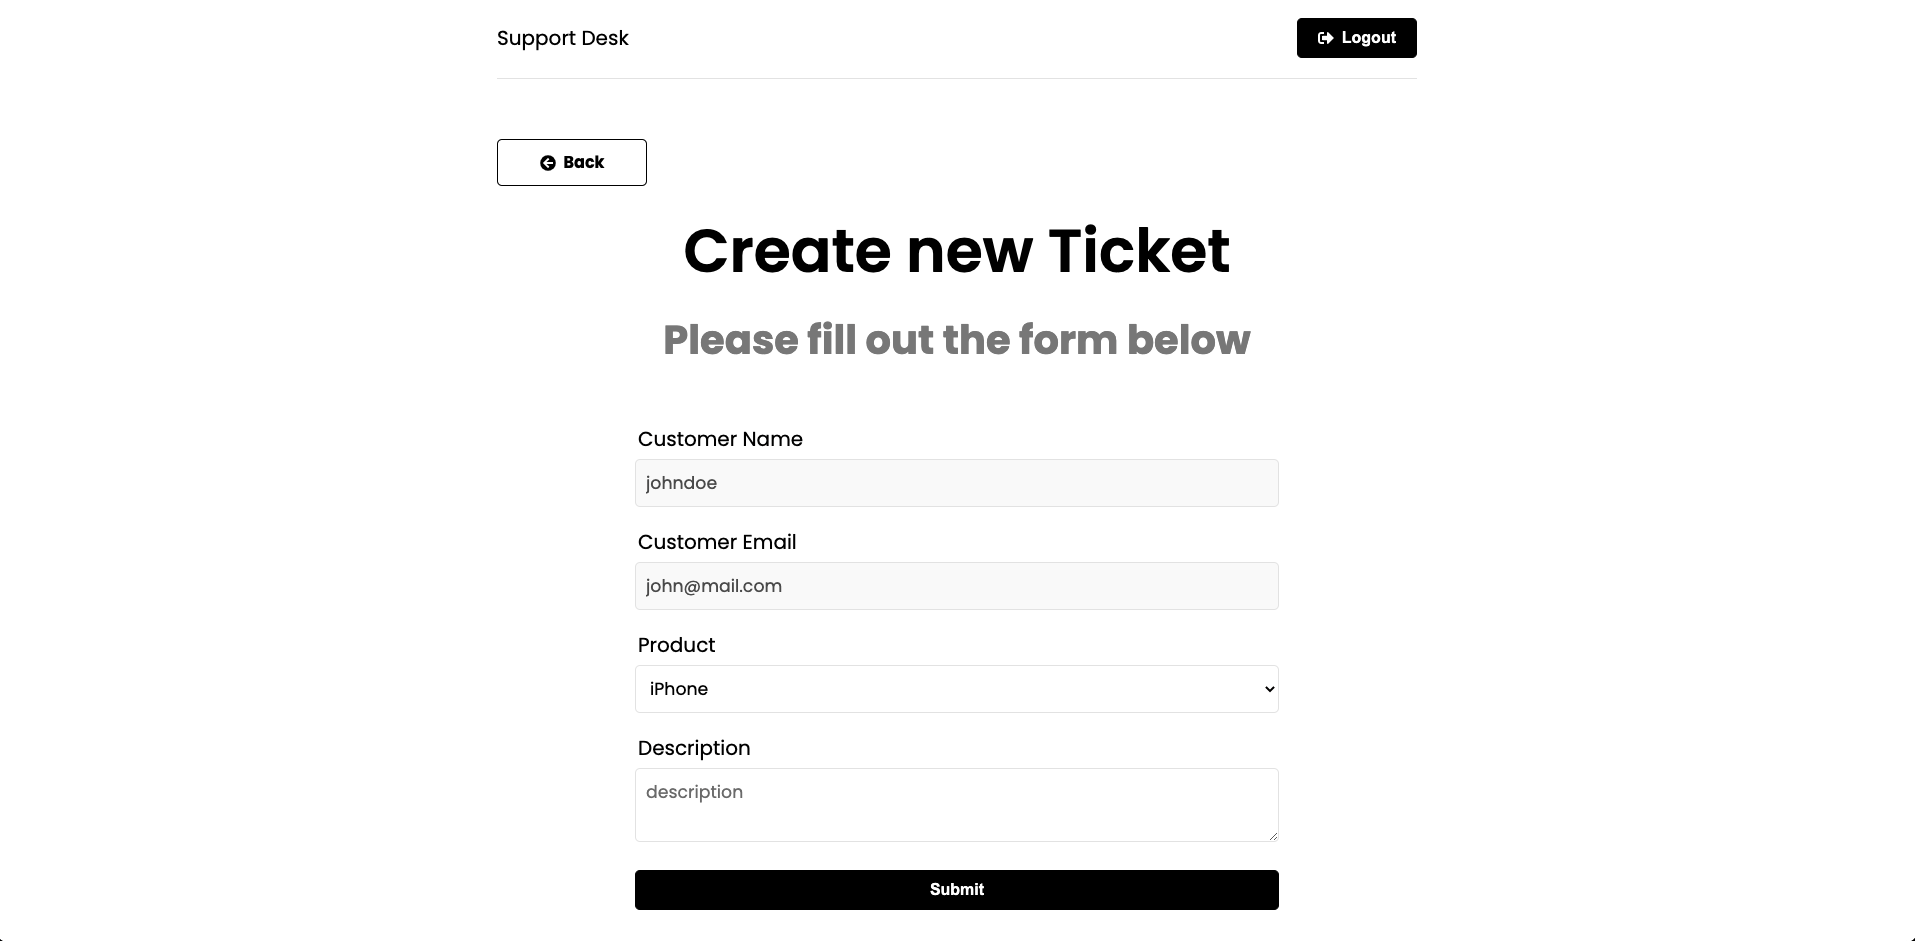 Support Desk
Logout
Back
Create new Ticket
Please fill out the form below
Customer Name
johndoe
Customer Email
john@mail.com
Product
iPhone
Description
description
Submit